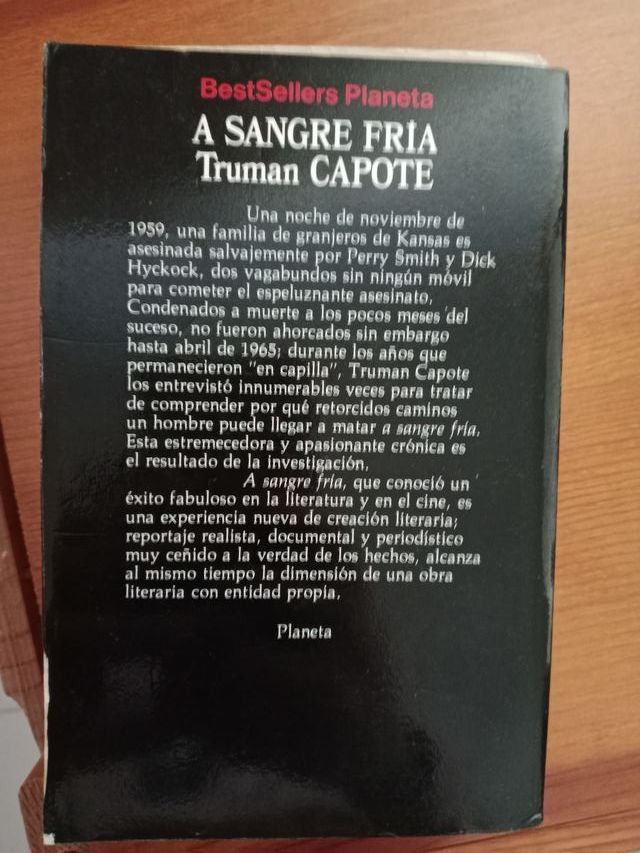 BestSellers Planeta
A SANGRE FRÍA
Truman CAPOTE
Una noche de noviembre de
1959, una familia de granjeros de Kansas es
asesinada salvajemente por Perry Smith y Dick
Hyckock, dos vagabundos sin ningún móvil
para cometer el espeluznante asesinato.
Condenados a muerte a los pocos meses del
suceso, no fueron ahorcados sin embargo
hasta abril de 1965; durante los años que
permanecieron "en capilla", Truman Capote
los entrevistó innumerables veces para tratar
de comprender por qué retorcidos caminos
un hombre puede llegar a matar a sangre fría.
Esta estremecedora y apasionante crónica es
el resultado de la investigación.
A sangre fría, que conoció un
éxito fabuloso en la literatura y en el cine, es
una experiencia nueva de creación literaria;
reportaje realista, documental y periodístico
muy ceñido a la verdad de los hechos, alcanza
al mismo tiempo la dimensión de una obra
literaria con entidad propia.
Planeta